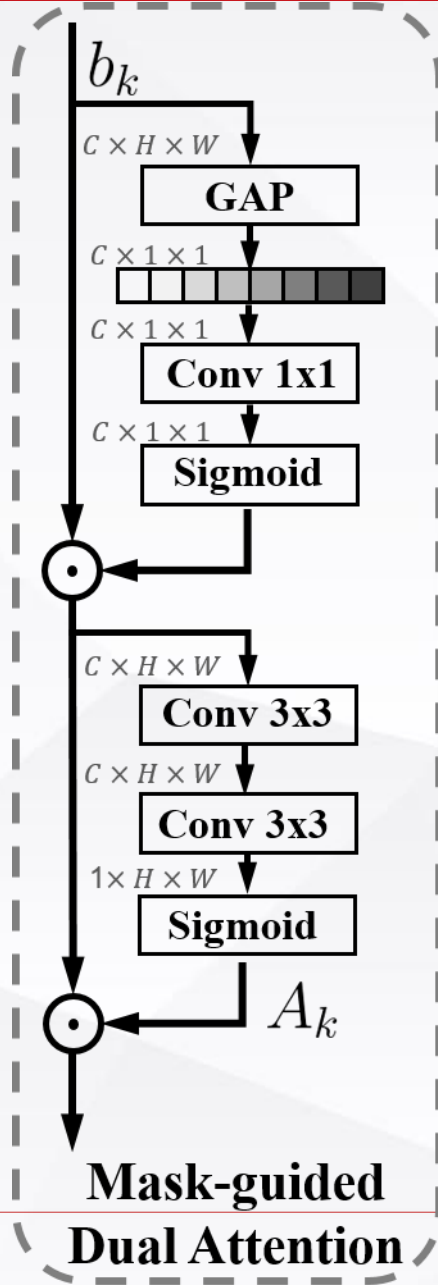 b_k
C × H × W
GAP
C × 1 × 1
C × 1 × 1
Conv 1x1
C × 1 × 1
Sigmoid
C × H × W
Conv 3x3
C × H × W
Conv 3x3
1× H × W
Sigmoid
A_k
Mask-guided
Dual Attention